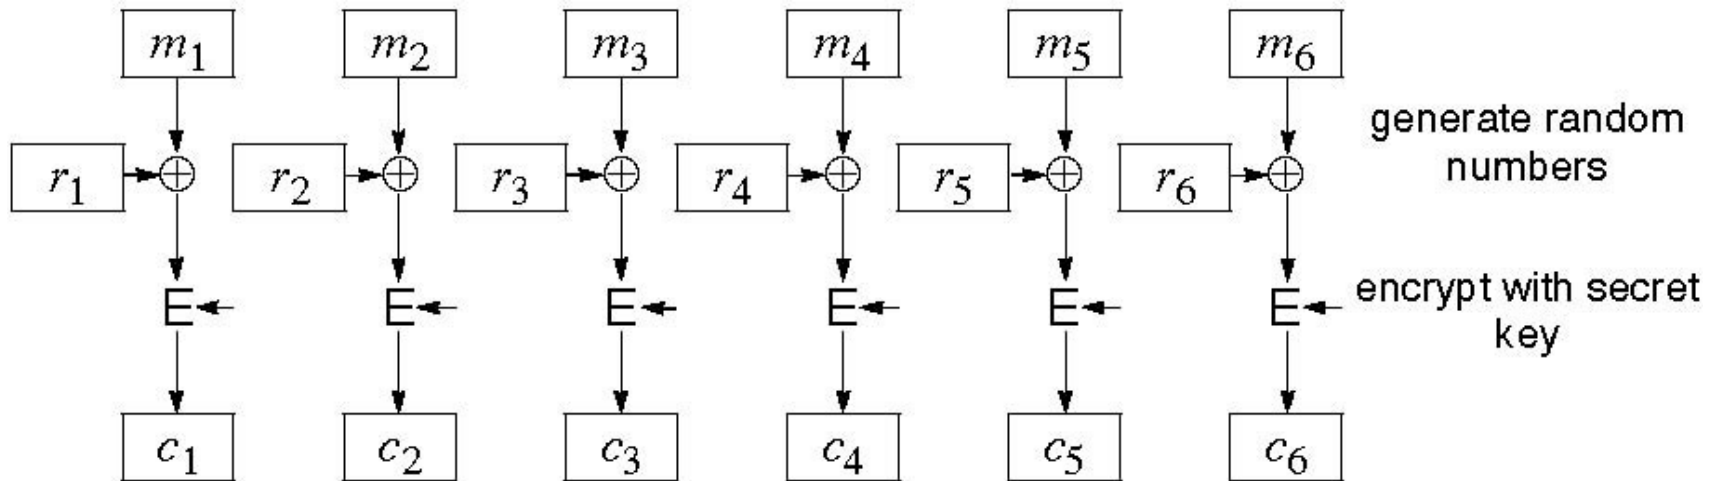 m1 m2 m3 m4 m5 m6
generate random
numbers
r1 r2 r3 r4 r5 r6
E E E E E E
encrypt with secret
key
c1 c2 c3 c4 c5 c6